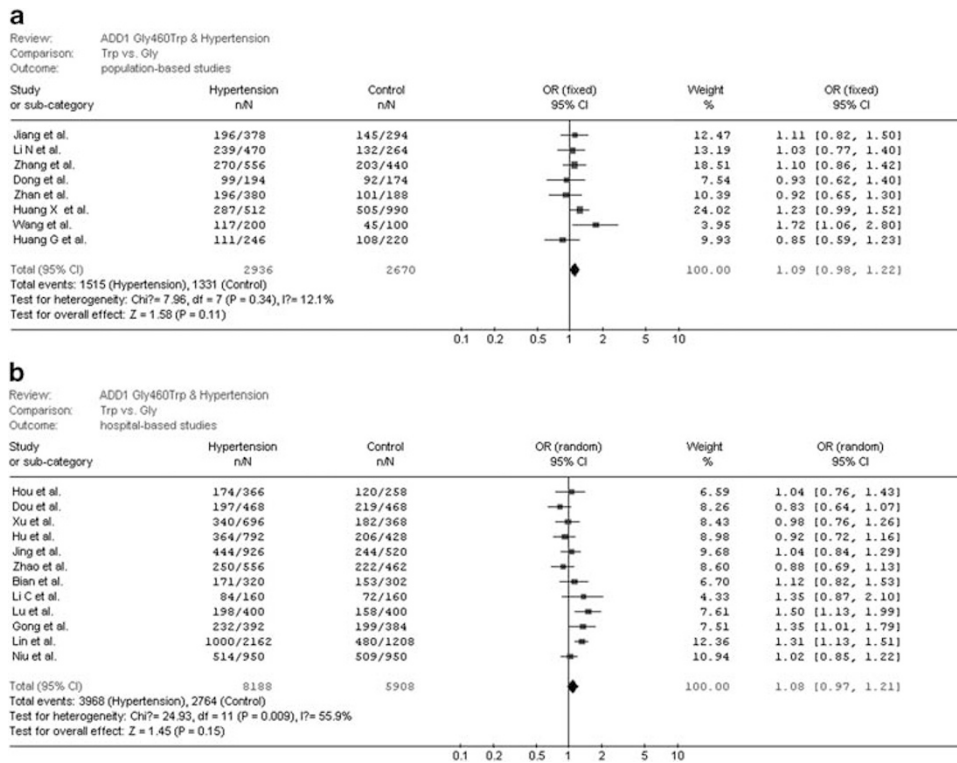 a
Review: ADD1 Gly460Trp & Hypertension
Comparison: Trp vs. Gly
Outcome: population-based studies
Study Hypertension Control OR (fixed) Weight OR (fixed)
or sub-category n/N n/N 95% CI % 95% CI
Jiang et al. 196/378 145/294 12.47 1.11 [0.82, 1.50]
Li N et al. 239/470 132/264 13.19 1.03 [0.77, 1.40]
Zhang et al. 270/556 203/440 18.51 1.10 [0.86, 1.42]
Dong et al. 99/194 92/174 7.54 0.93 [0.62, 1.40]
Zhan et al. 196/380 101/188 10.39 0.92 [0.65, 1.30]
Huang X et al. 287/512 505/990 24.02 1.23 [0.99, 1.52]
Wang et al. 117/200 45/100 3.95 1.72 [1.06, 2.80]
Huang G et al. 111/246 108/220 9.93 0.85 [0.59, 1.23]
Total (95% CI) 2936 2670 100.00 1.09 [0.98, 1.22]
Total events: 1515 (Hypertension), 1331 (Control)
Test for heterogeneity: Chi?= 7.96, df = 7 (P = 0.34), I?= 12.1%
Test for overall effect: Z = 1.58 (P = 0.11)
0.1 0.2 0.5 1 2 5 10
b
Review: ADD1 Gly460Trp & Hypertension
Comparison: Trp vs. Gly
Outcome: hospital-based studies
Study Hypertension Control OR (random) Weight OR (random)
or sub-category n/N n/N 95% CI % 95% CI
Hou et al. 174/366 120/258 6.59 1.04 [0.76, 1.43]
Dou et al. 197/468 219/468 8.26 0.83 [0.64, 1.07]
Xu et al. 340/696 182/368 8.43 0.98 [0.76, 1.26]
Hu et al. 364/792 206/428 8.98 0.92 [0.72, 1.16]
Jing et al. 444/926 244/520 9.68 1.04 [0.84, 1.29]
Zhao et al. 250/556 222/462 8.60 0.88 [0.69, 1.13]
Bian et al. 171/320 153/302 6.70 1.12 [0.82, 1.53]
Li C et al. 84/160 72/160 4.33 1.35 [0.87, 2.10]
Lu et al. 198/400 158/400 7.61 1.50 [1.13, 1.99]
Gong et al. 232/392 199/384 7.51 1.35 [1.01, 1.79]
Lin et al. 1000/2162 480/1208 12.36 1.31 [1.13, 1.51]
Niu et al. 514/950 509/950 10.94 1.02 [0.85, 1.22]
Total (95% CI) 8188 5908 100.00 1.08 [0.97, 1.21]
Total events: 3968 (Hypertension), 2764 (Control)
Test for heterogeneity: Chi?= 24.93, df = 11 (P = 0.009), I?= 55.9%
Test for overall effect: Z = 1.45 (P = 0.15)
0.1 0.2 0.5 1 2 5 10